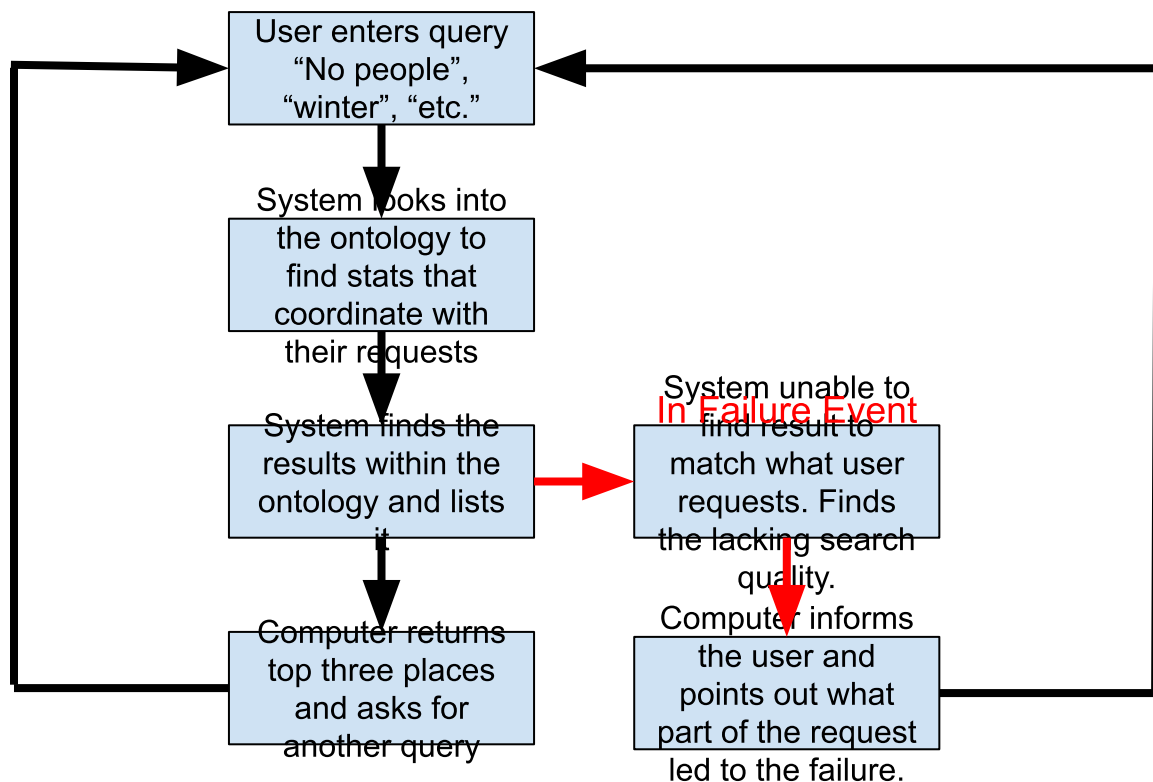 User enters query
“No people”,
“winter”, “etc.”
System looks into
the ontology to
find stats that
coordinate with
their requests
System finds the
results within the
ontology and lists
it
In Failure Event
System unable to
find result to
match what user
requests. Finds
the lacking search
quality.
Computer returns
top three places
and asks for
another query
Computer informs
the user and
points out what
part of the request
led to the failure.